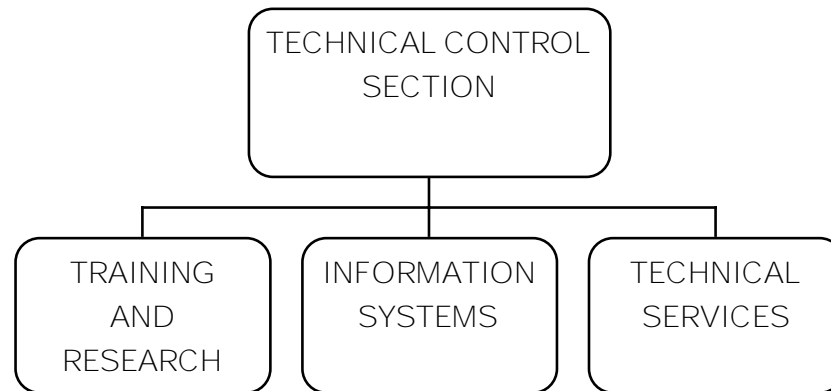 TECHNICAL CONTROL
SECTION
TRAINING
AND
RESEARCH
INFORMATION
SYSTEMS
TECHNICAL
SERVICES